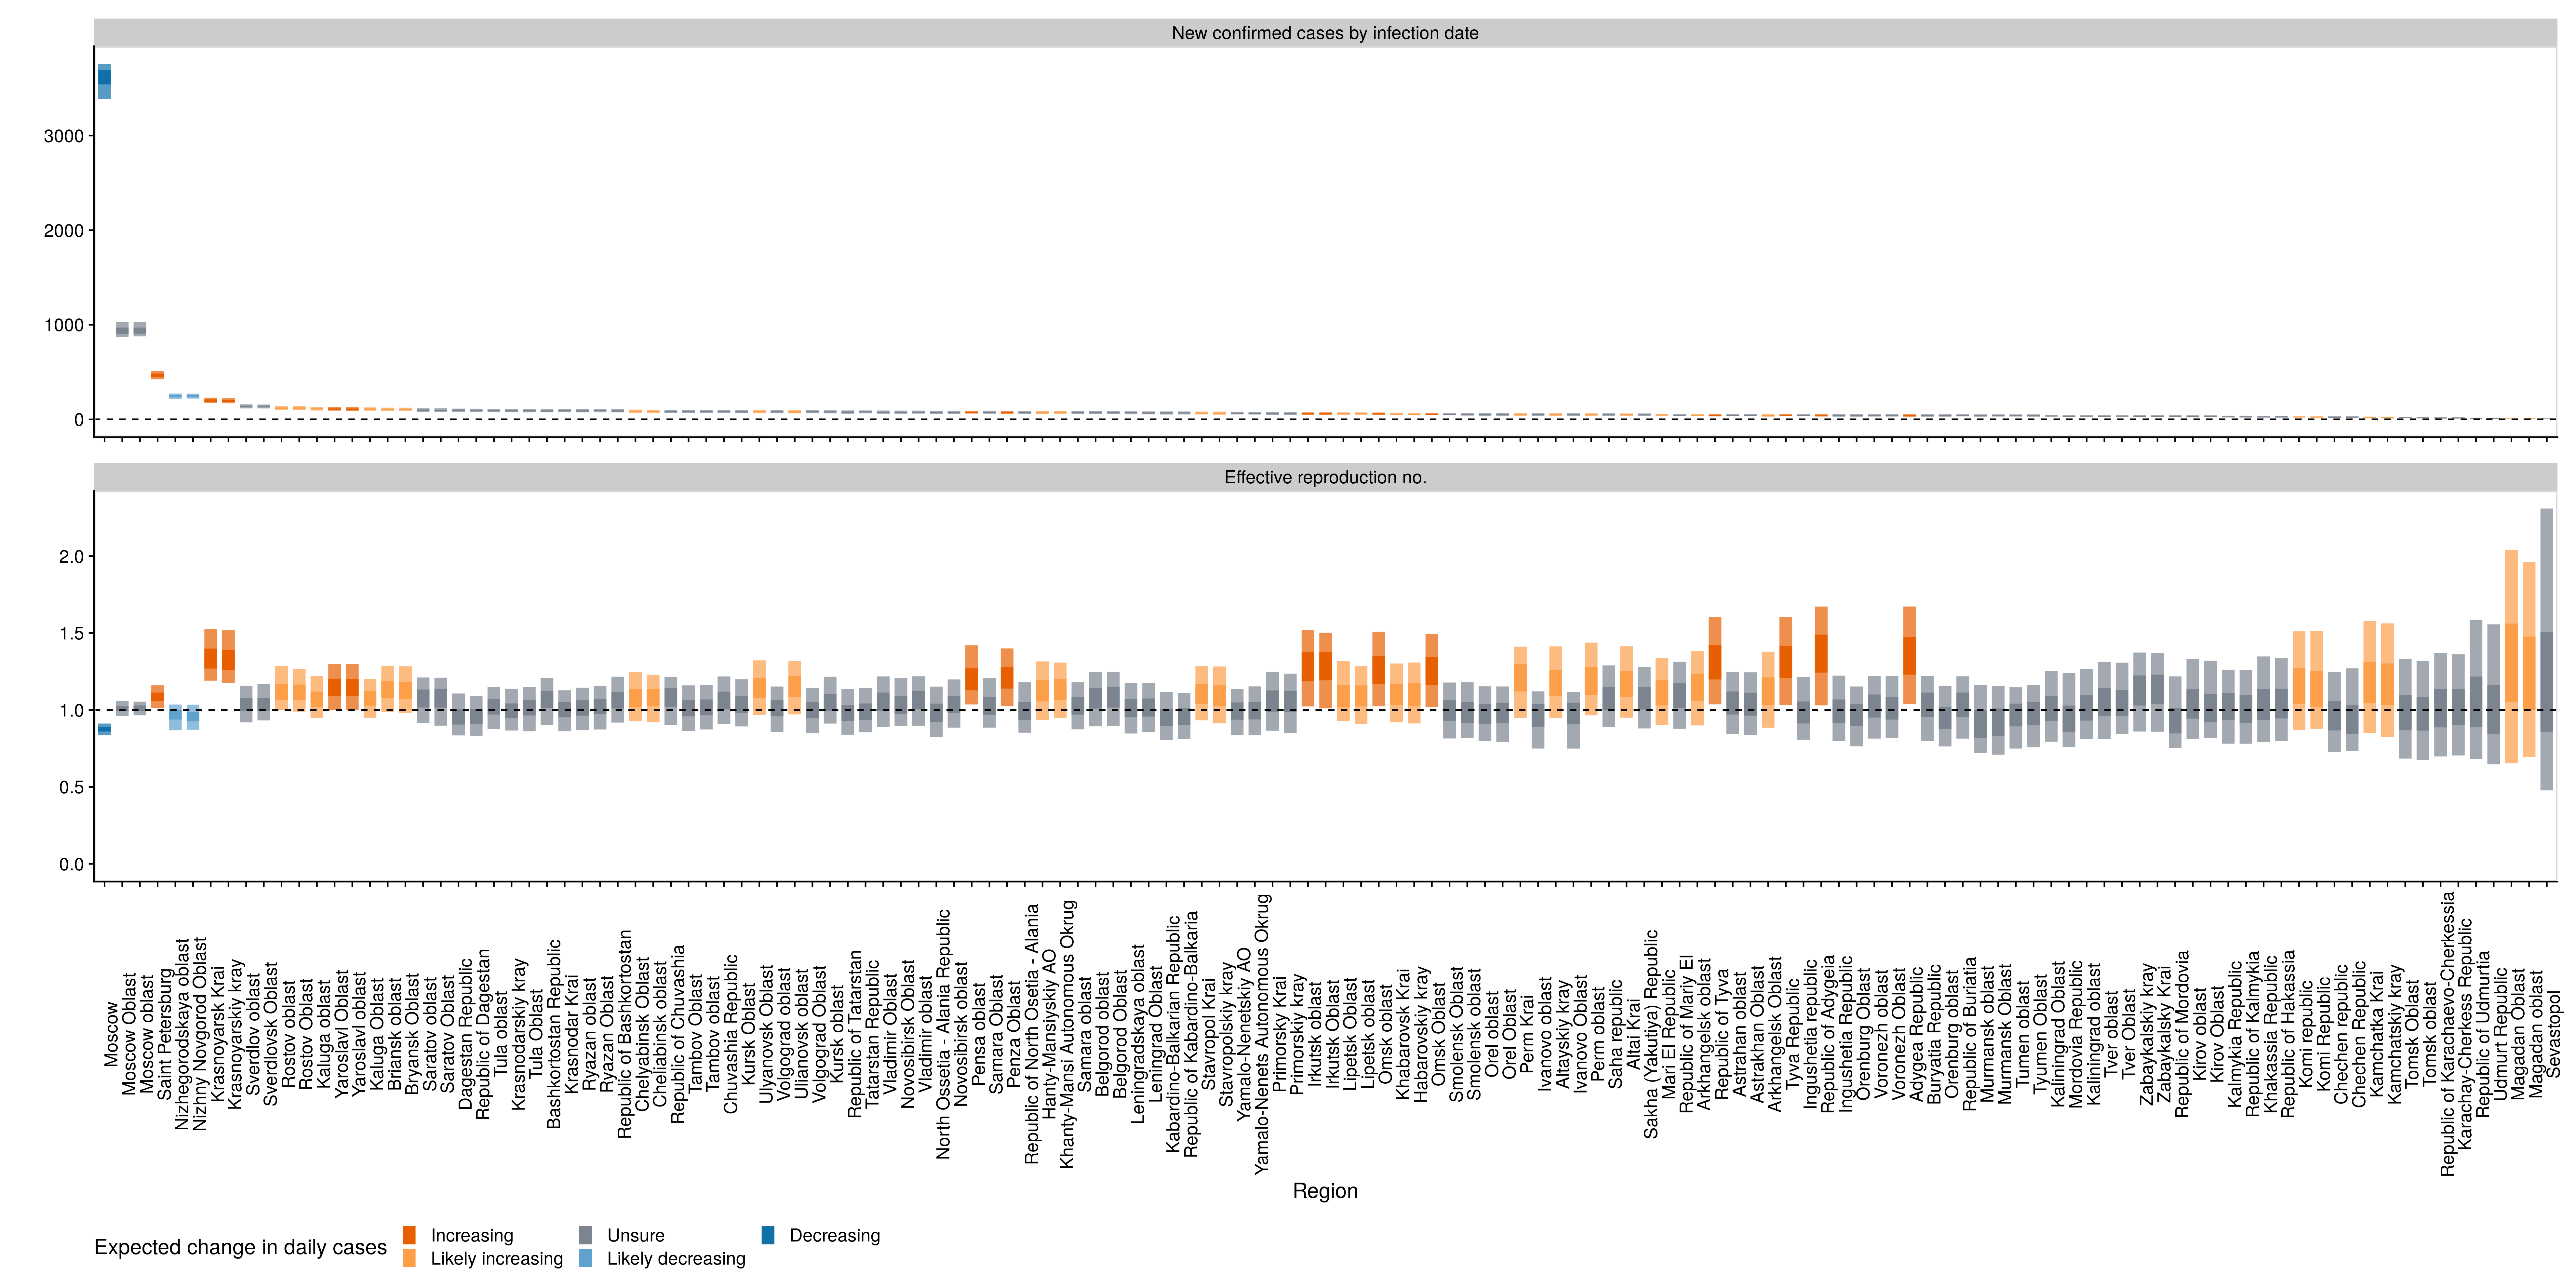 New confirmed cases by infection date
3000
2000
1000
0
Effective reproduction no.
2.0
1.5
1.0
0.5
0.0
Moscow
Moscow Oblast
Moscow oblast
Saint Petersburg
Nizhegorodskaya oblast
Nizhny Novgorod Oblast
Krasnoyarsk Krai
Krasnoyarskiy kray
Sverdlov oblast
Sverdlovsk Oblast
Rostov oblast
Rostov Oblast
Kaluga oblast
Yaroslavl Oblast
Yaroslavl oblast
Kaluga Oblast
Briansk oblast
Bryansk Oblast
Saratov oblast
Saratov Oblast
Dagestan Republic
Republic of Dagestan
Tula oblast
Krasnodarskiy kray
Tula Oblast
Bashkortostan Republic
Krasnodar Krai
Ryazan oblast
Ryazan Oblast
Republic of Bashkortostan
Chelyabinsk Oblast
Cheliabinsk oblast
Republic of Chuvashia
Tambov Oblast
Tambov oblast
Chuvashia Republic
Kursk Oblast
Ulyanovsk Oblast
Volgograd oblast
Ulianovsk oblast
Volgograd Oblast
Kursk oblast
Republic of Tatarstan
Tatarstan Republic
Vladimir Oblast
Novosibirsk Oblast
Vladimir oblast
North Ossetia - Alania Republic
Novosibirsk oblast
Pensa oblast
Samara Oblast
Penza Oblast
Republic of North Osetia - Alania
Hanty-Mansiyskiy AO
Khanty-Mansi Autonomous Okrug
Samara oblast
Belgorod oblast
Belgorod Oblast
Leningradskaya oblast
Leningrad Oblast
Kabardino-Balkarian Republic
Republic of Kabardino-Balkaria
Stavropol Krai
Stavropolskiy kray
Yamalo-Nenetskiy AO
Yamalo-Nenets Autonomous Okrug
Primorsky Krai
Primorskiy kray
Irkutsk oblast
Irkutsk Oblast
Lipetsk Oblast
Lipetsk oblast
Omsk oblast
Khabarovsk Krai
Habarovskiy kray
Omsk Oblast
Smolensk Oblast
Smolensk oblast
Orel oblast
Orel Oblast
Perm Krai
Ivanovo oblast
Altayskiy kray
Ivanovo Oblast
Perm oblast
Saha republic
Altai Krai
Sakha (Yakutiya) Republic
Mari El Republic
Republic of Mariy El
Arkhangelsk oblast
Republic of Tyva
Astrahan oblast
Astrakhan Oblast
Arkhangelsk Oblast
Tyva Republic
Ingushetia republic
Republic of Adygeia
Ingushetia Republic
Orenburg Oblast
Voronezh oblast
Voronezh Oblast
Adygea Republic
Buryatia Republic
Orenburg oblast
Republic of Buriatia
Murmansk oblast
Murmansk Oblast
Tumen oblast
Tyumen Oblast
Kaliningrad Oblast
Mordovia Republic
Kaliningrad oblast
Tver oblast
Tver Oblast
Zabaykalskiy kray
Zabaykalsky Krai
Republic of Mordovia
Kirov oblast
Kirov Oblast
Kalmykia Republic
Republic of Kalmykia
Khakassia Republic
Republic of Hakassia
Komi republic
Komi Republic
Chechen republic
Chechen Republic
Kamchatka Krai
Kamchatskiy kray
Tomsk Oblast
Tomsk oblast
Republic of Karachaevo-Cherkessia
Karachay-Cherkess Republic
Republic of Udmurtia
Udmurt Republic
Magadan Oblast
Magadan oblast
Sevastopol
Region
Expected change in daily cases
Increasing
Unsure
Decreasing
Likely increasing
Likely decreasing